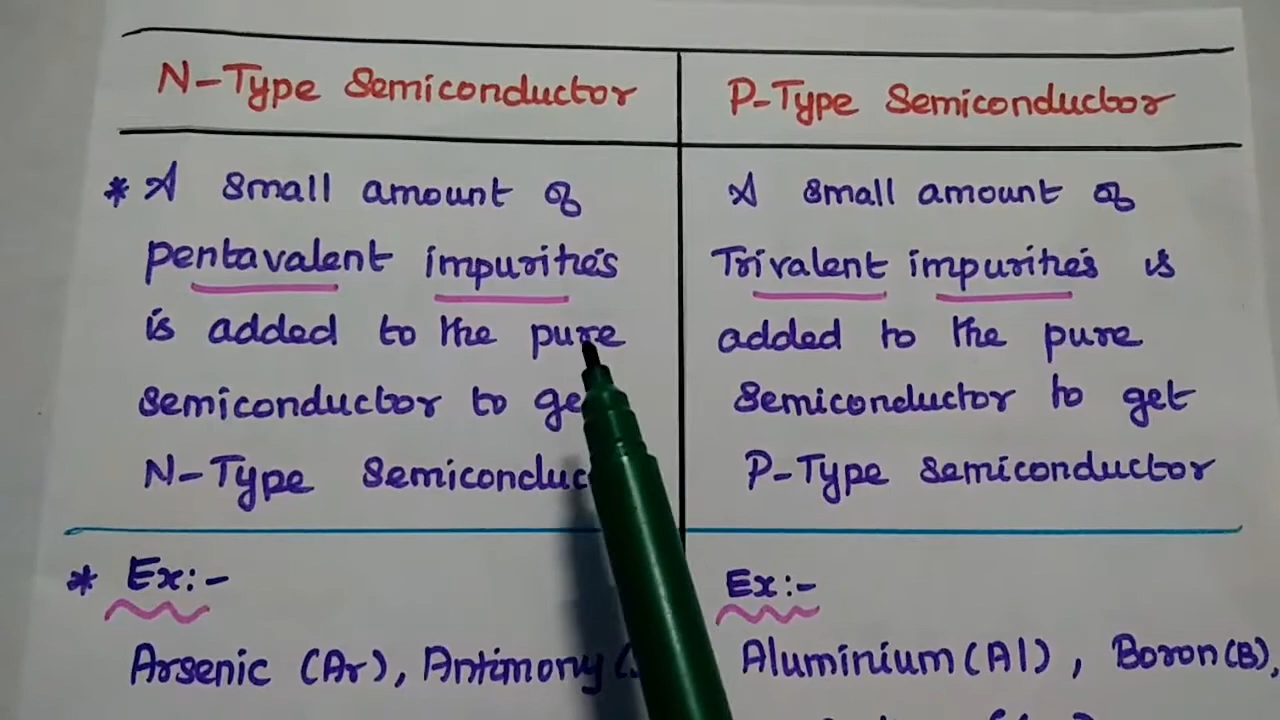 N-Type Semiconductor
* A small amount of
pentavalent impurities
is added to the pure
semiconductor to
N-Type
* Ex:-
Arsenic (Ar), Antimony
P-Type Semiconductor
A small amount of
Trivalent impurities is
added to the pure
Semiconductor to get
P-Type semiconductor
Ex:-
Aluminium (Al), Boron (B),